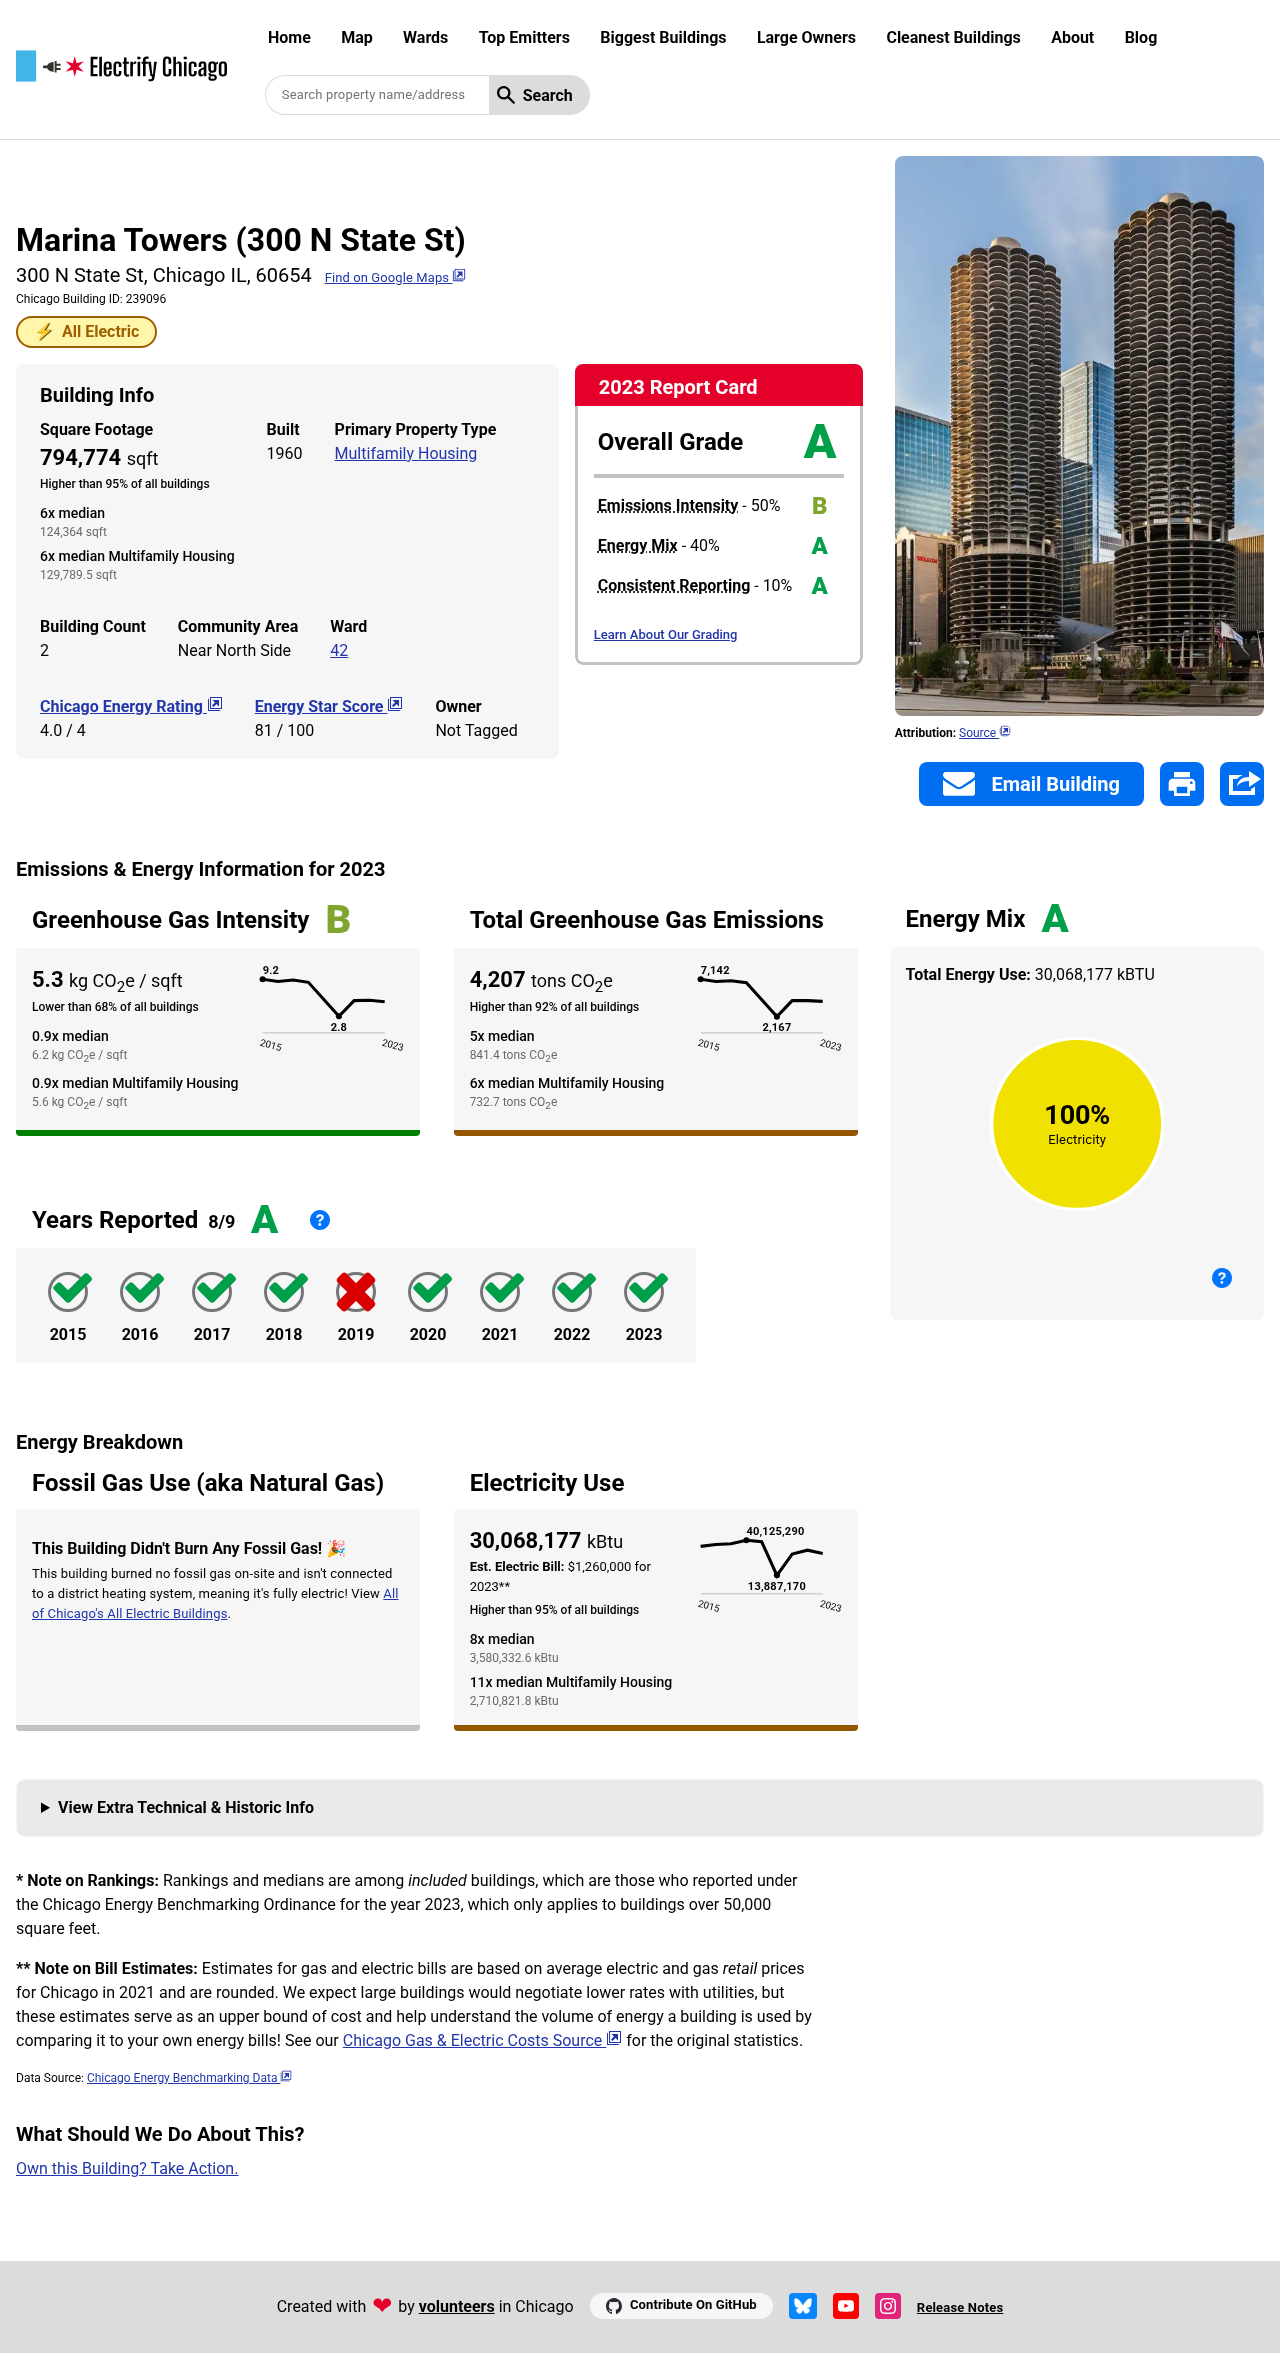 Electrify Chicago
Home Map Wards Top Emitters Biggest Buildings Large Owners Cleanest Buildings About Blog
Search property name/address Search
Marina Towers (300 N State St)
300 N State St, Chicago IL, 60654 Find on Google Maps
Chicago Building ID: 239096
⚡ All Electric
Building Info
Square Footage
794,774 sqft
Higher than 95% of all buildings
6x median
124,364 sqft
6x median Multifamily Housing
129,789.5 sqft
Built
1960
Primary Property Type
Multifamily Housing
Building Count
2
Community Area
Near North Side
Ward
42
Chicago Energy Rating
4.0 / 4
Energy Star Score
81 / 100
Owner
Not Tagged
2023 Report Card
Overall Grade A
Emissions Intensity - 50% B
Energy Mix - 40% A
Consistent Reporting - 10% A
Learn About Our Grading
Attribution: Source
Email Building
Emissions & Energy Information for 2023
Greenhouse Gas Intensity B
5.3 kg CO2e / sqft
Lower than 68% of all buildings
0.9x median
6.2 kg CO2e / sqft
0.9x median Multifamily Housing
5.6 kg CO2e / sqft
9.2
2.8
2015 2023
Total Greenhouse Gas Emissions
4,207 tons CO2e
Higher than 92% of all buildings
5x median
841.4 tons CO2e
6x median Multifamily Housing
732.7 tons CO2e
7,142
2,167
2015 2023
Energy Mix A
Total Energy Use: 30,068,177 kBTU
100%
Electricity
?
Years Reported 8/9 A ?
2015 2016 2017 2018 2019 2020 2021 2022 2023
Energy Breakdown
Fossil Gas Use (aka Natural Gas)
This Building Didn't Burn Any Fossil Gas! 🎉
This building burned no fossil gas on-site and isn't connected
to a district heating system, meaning it's fully electric! View All
of Chicago's All Electric Buildings.
Electricity Use
30,068,177 kBtu
Est. Electric Bill: $1,260,000 for
2023**
Higher than 95% of all buildings
8x median
3,580,332.6 kBtu
11x median Multifamily Housing
2,710,821.8 kBtu
40,125,290
13,887,170
2015 2023
View Extra Technical & Historic Info
* Note on Rankings: Rankings and medians are among included buildings, which are those who reported under
the Chicago Energy Benchmarking Ordinance for the year 2023, which only applies to buildings over 50,000
square feet.
** Note on Bill Estimates: Estimates for gas and electric bills are based on average electric and gas retail prices
for Chicago in 2021 and are rounded. We expect large buildings would negotiate lower rates with utilities, but
these estimates serve as an upper bound of cost and help understand the volume of energy a building is used by
comparing it to your own energy bills! See our Chicago Gas & Electric Costs Source for the original statistics.
Data Source: Chicago Energy Benchmarking Data
What Should We Do About This?
Own this Building? Take Action.
Created with ❤ by volunteers in Chicago Contribute On GitHub Release Notes